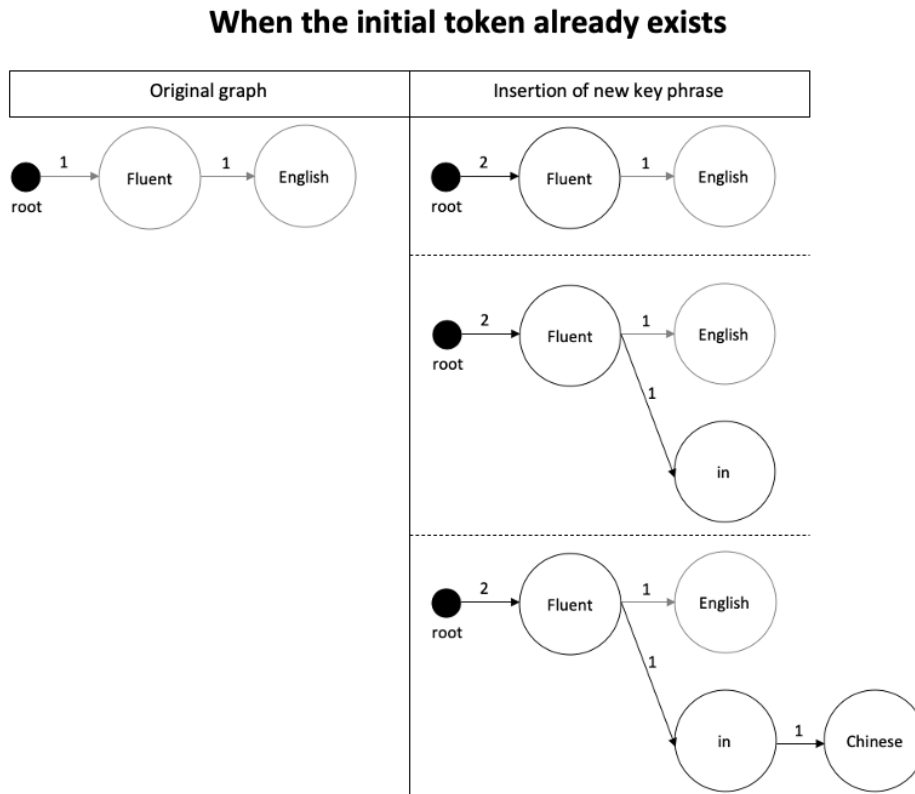 When the initial token already exists
Original graph
Insertion of new key phrase
1
1
Fluent
English
root
2
1
Fluent
English
root
2
1
Fluent
English
root
1
in
2
1
Fluent
English
root
1
in
1
Chinese